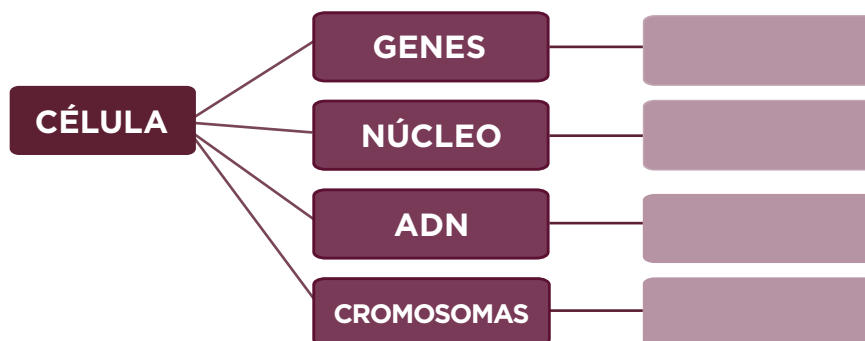 GENES
CÉLULA
NÚCLEO
ADN
CROMOSOMAS